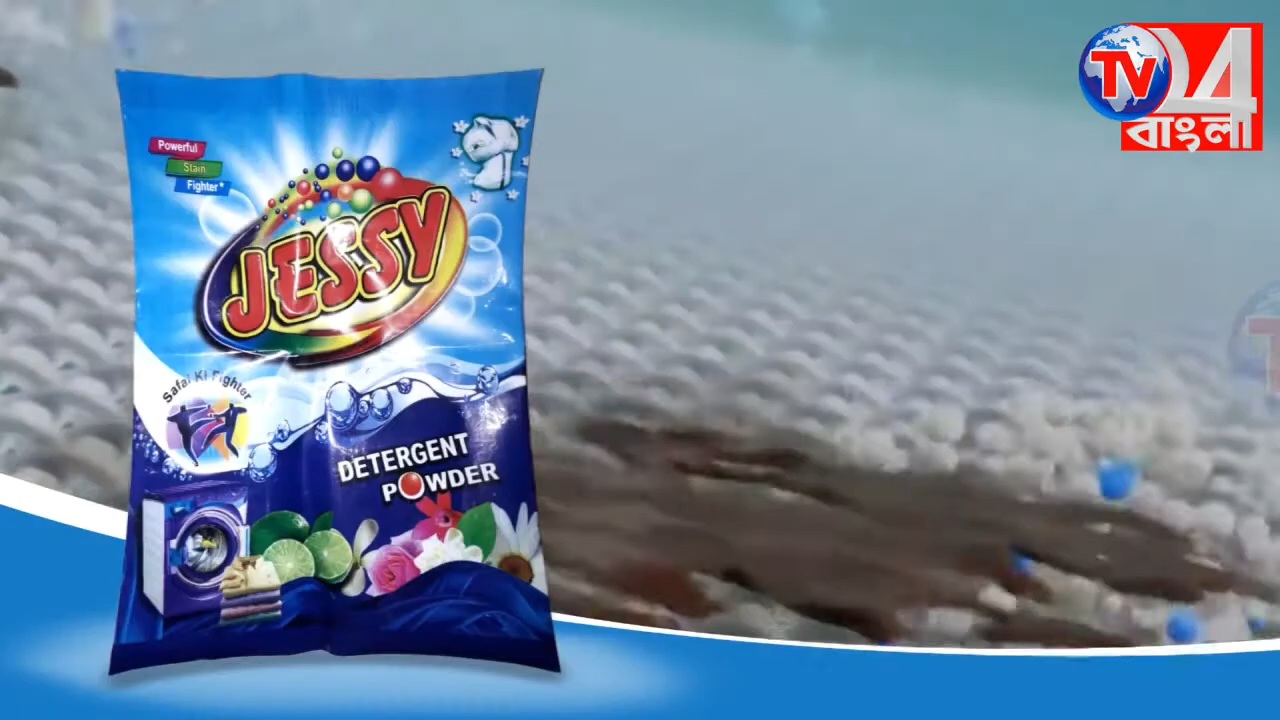 Powerful
Stain
Fighter*
JESSY
Safai Ki Fighter
DETERGENT
POWDER
TV 24
বাংলা